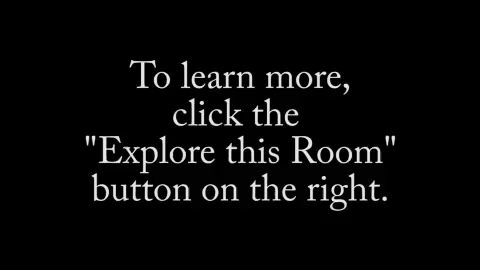 To learn more,
click the
"Explore this Room"
button on the right.